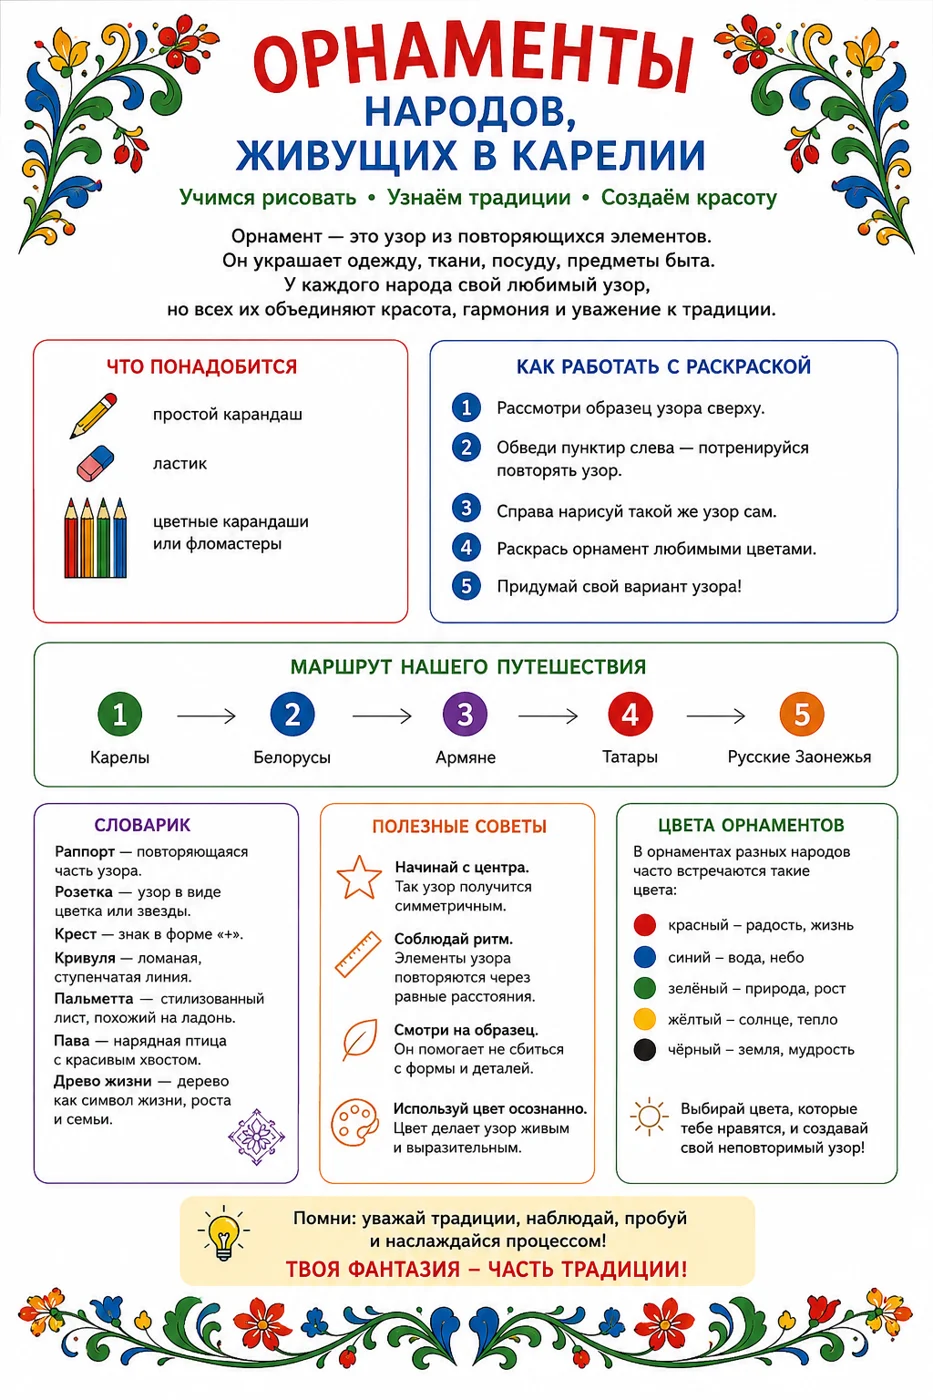 ОРНАМЕНТЫ
НАРОДОВ,
ЖИВУЩИХ В КАРЕЛИИ
Учимся рисовать • Узнаём традиции • Создаём красоту
Орнамент — это узор из повторяющихся элементов.
Он украшает одежду, ткани, посуду, предметы быта.
У каждого народа свой любимый узор,
но всех их объединяют красота, гармония и уважение к традиции.
ЧТО ПОНАДОБИТСЯ
простой карандаш
ластик
цветные карандаши
или фломастеры
КАК РАБОТАТЬ С РАСКРАСКОЙ
1 Рассмотри образец узора сверху.
2 Обведи пунктир слева — потренируйся
повторять узор.
3 Справа нарисуй такой же узор сам.
4 Раскрась орнамент любимыми цветами.
5 Придумай свой вариант узора!
МАРШРУТ НАШЕГО ПУТЕШЕСТВИЯ
1 2 3 4 5
Карелы Белорусы Армяне Татары Русские Заонежья
СЛОВАРИК
Раппорт — повторяющаяся
часть узора.
Розетка — узор в виде
цветка или звезды.
Крест — знак в форме «+».
Кривуля — ломаная,
ступенчатая линия.
Пальметта — стилизованный
лист, похожий на ладонь.
Пава — нарядная птица
с красивым хвостом.
Древо жизни — дерево
как символ жизни, роста
и семьи.
ПОЛЕЗНЫЕ СОВЕТЫ
Начинай с центра.
Так узор получится
симметричным.
Соблюдай ритм.
Элементы узора
повторяются через
равные расстояния.
Смотри на образец.
Он помогает не сбиться
с формы и деталей.
Используй цвет осознанно.
Цвет делает узор живым
и выразительным.
ЦВЕТА ОРНАМЕНТОВ
В орнаментах разных народов
часто встречаются такие
цвета:
красный – радость, жизнь
синий – вода, небо
зелёный – природа, рост
жёлтый – солнце, тепло
чёрный – земля, мудрость
Выбирай цвета, которые
тебе нравятся, и создавай
свой неповторимый узор!
Помни: уважай традиции, наблюдай, пробуй
и наслаждайся процессом!
ТВОЯ ФАНТАЗИЯ – ЧАСТЬ ТРАДИЦИИ!